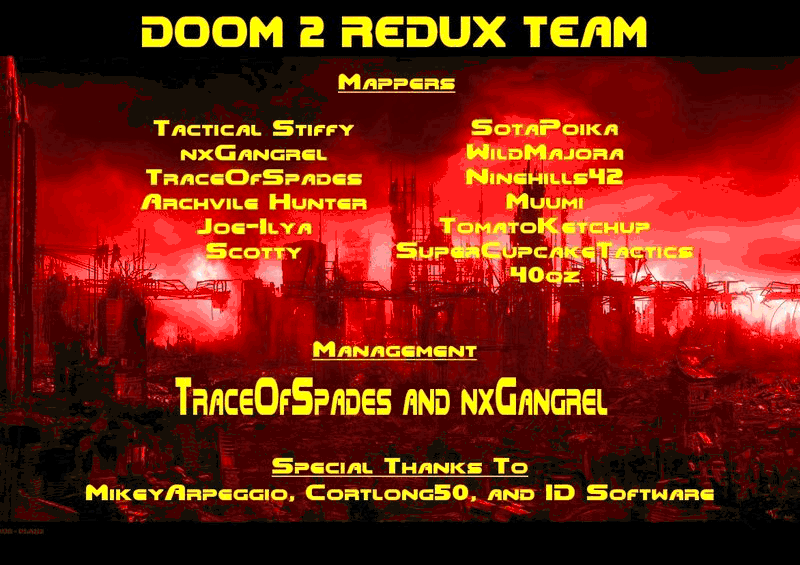 DOOM 2 REDUX TEAM
Mappers
Tactical Stiffy
nxGangrel
TraceOfSpades
Archvile Hunter
Joe-Ilya
Scotty
SotaPoika
WildMajora
Ninehills42
Muumi
TomatoKetchup
SuperCupcakeTactics
40oz
Management
TraceOfSpades and nxGangrel
Special Thanks To
MikeyArpeggio, Cortlong50, and ID Software